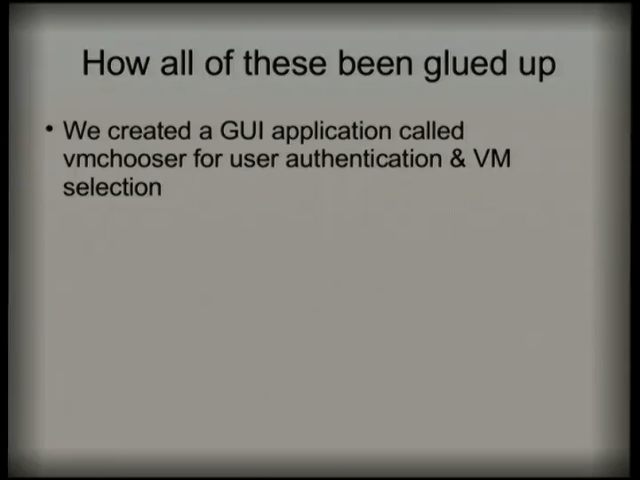 How all of these been glued up
• We created a GUI application called
vmchooser for user authentication & VM
selection